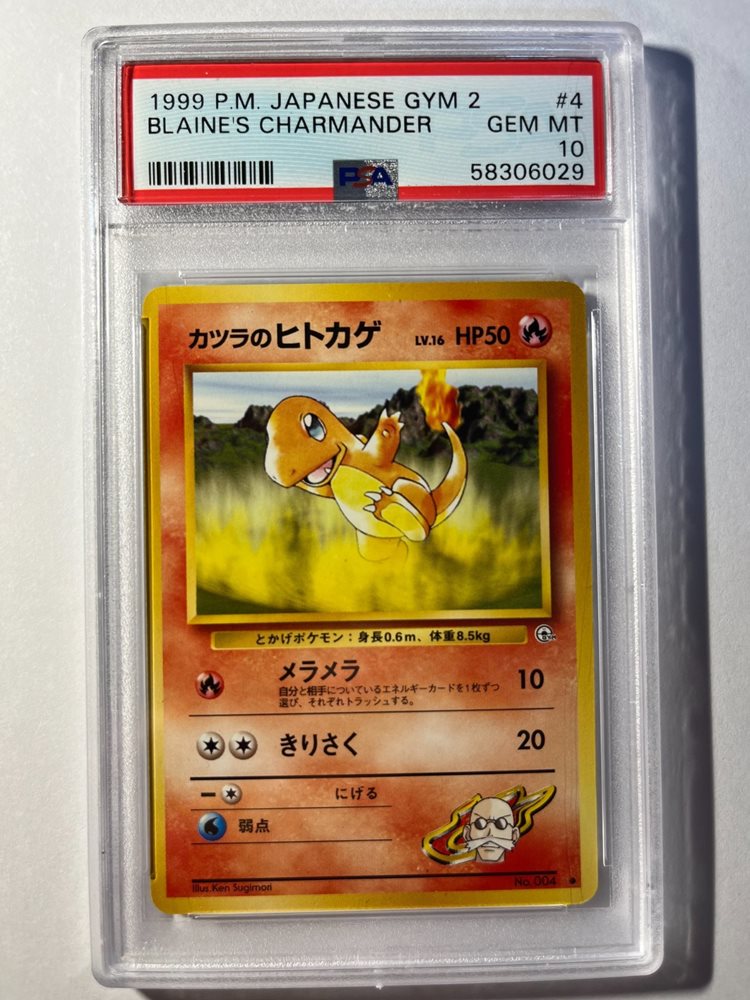 1999 P.M. JAPANESE GYM 2 #4
BLAINE'S CHARMANDER GEM MT
10
PSA 58306029
カツラのヒトカゲ LV.16 HP50
とかげポケモン：身長0.6m、体重8.5kg
GYM
メラメラ 10
自分と相手についているエネルギーカードを1枚ずつ
選び、それぞれトラッシュする。
きりさく 20
ー にげる
弱点
Illus.Ken Sugimori No. 004